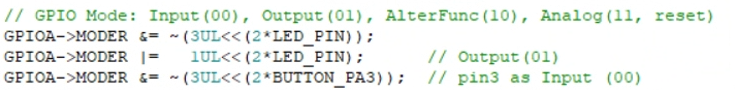 // GPIO Mode: Input(00), Output(01), AlterFunc(10), Analog(11, reset)
GPIOA->MODER &= ~(3UL<<(2*LED_PIN));
GPIOA->MODER |=   1UL<<(2*LED_PIN);      // Output(01)
GPIOA->MODER &= ~(3UL<<(2*BUTTON_PA3));  // pin3 as Input (00)